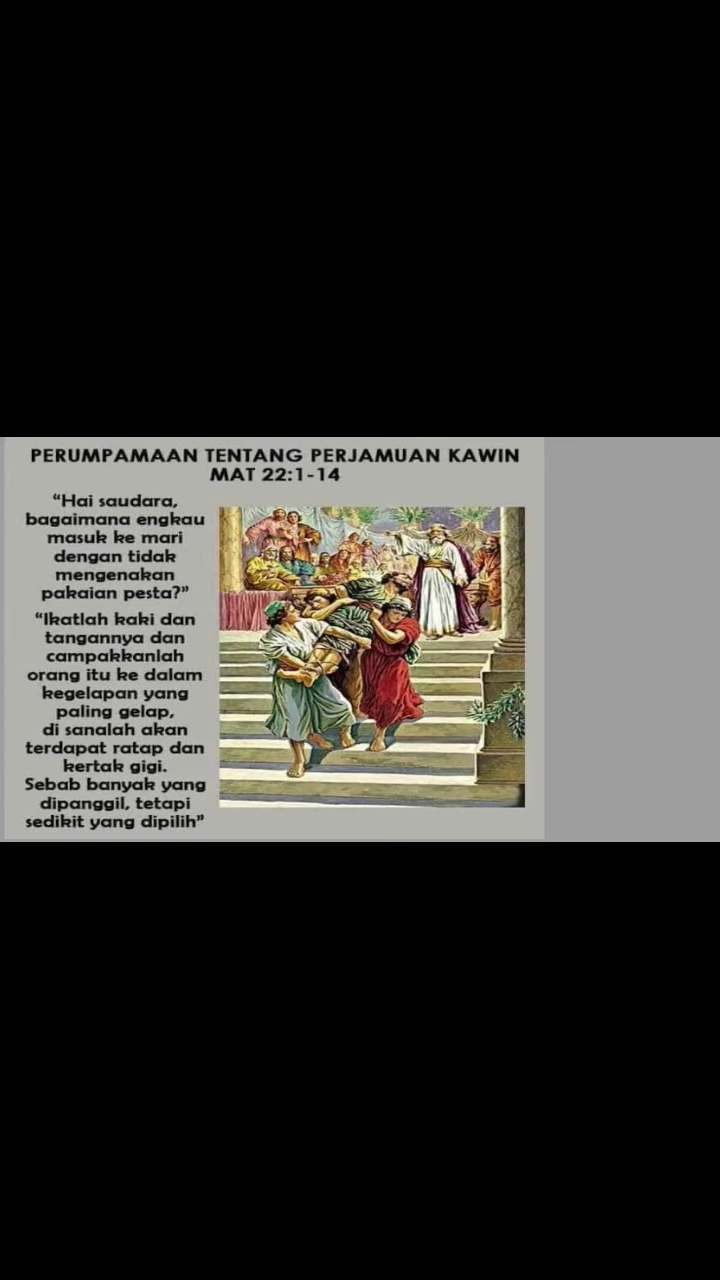 PERUMPAMAAN TENTANG PERJAMUAN KAWIN
MAT 22:1-14
“Hai saudara,
bagaimana engkau
masuk ke mari
dengan tidak
mengenakan
pakaian pesta?”
“Ikatlah kaki dan
tangannya dan
campakkanlah
orang itu ke dalam
kegelapan yang
paling gelap,
di sanalah akan
terdapat ratap dan
kertak gigi.
Sebab banyak yang
dipanggil, tetapi
sedikit yang dipilih”